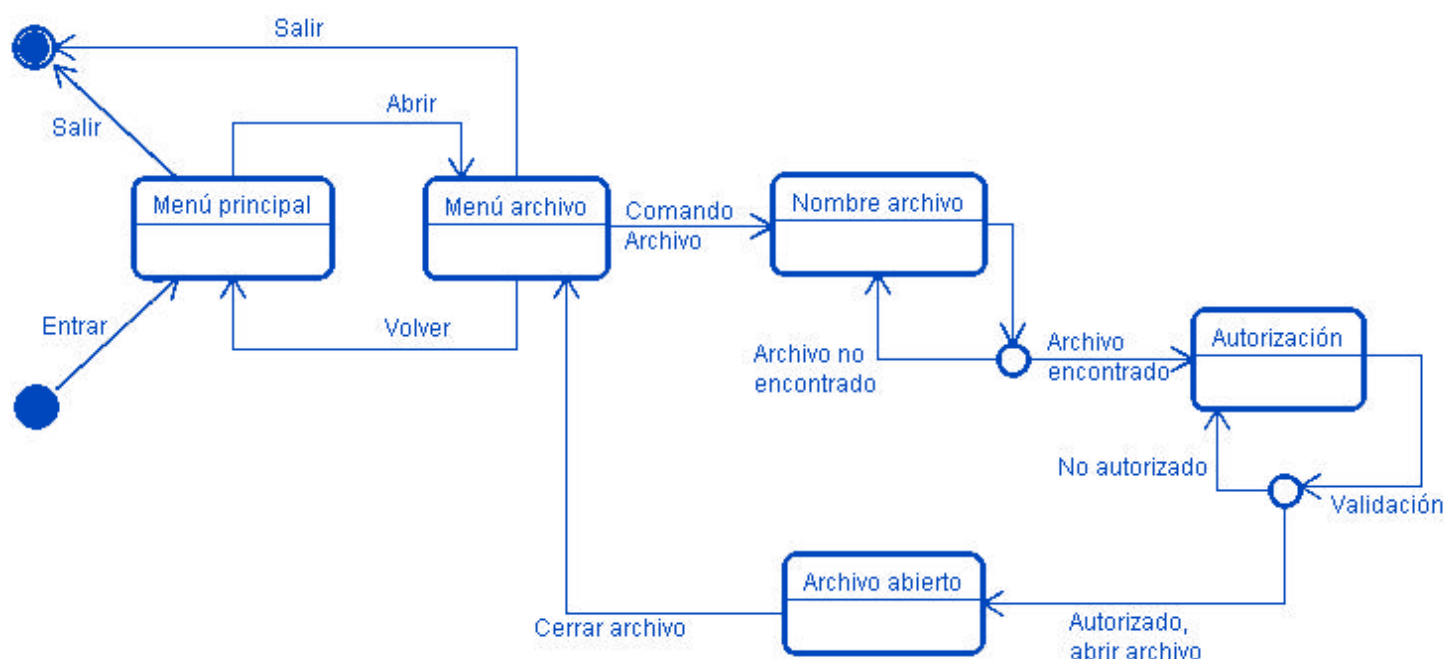 Salir
Abrir
Salir
Menú principal
Menú archivo
Comando
Archivo
Nombre archivo
Entrar
Volver
Archivo no
encontrado
Archivo
encontrado
Autorización
No autorizado
Validación
Archivo abierto
Cerrar archivo
Autorizado,
abrir archivo